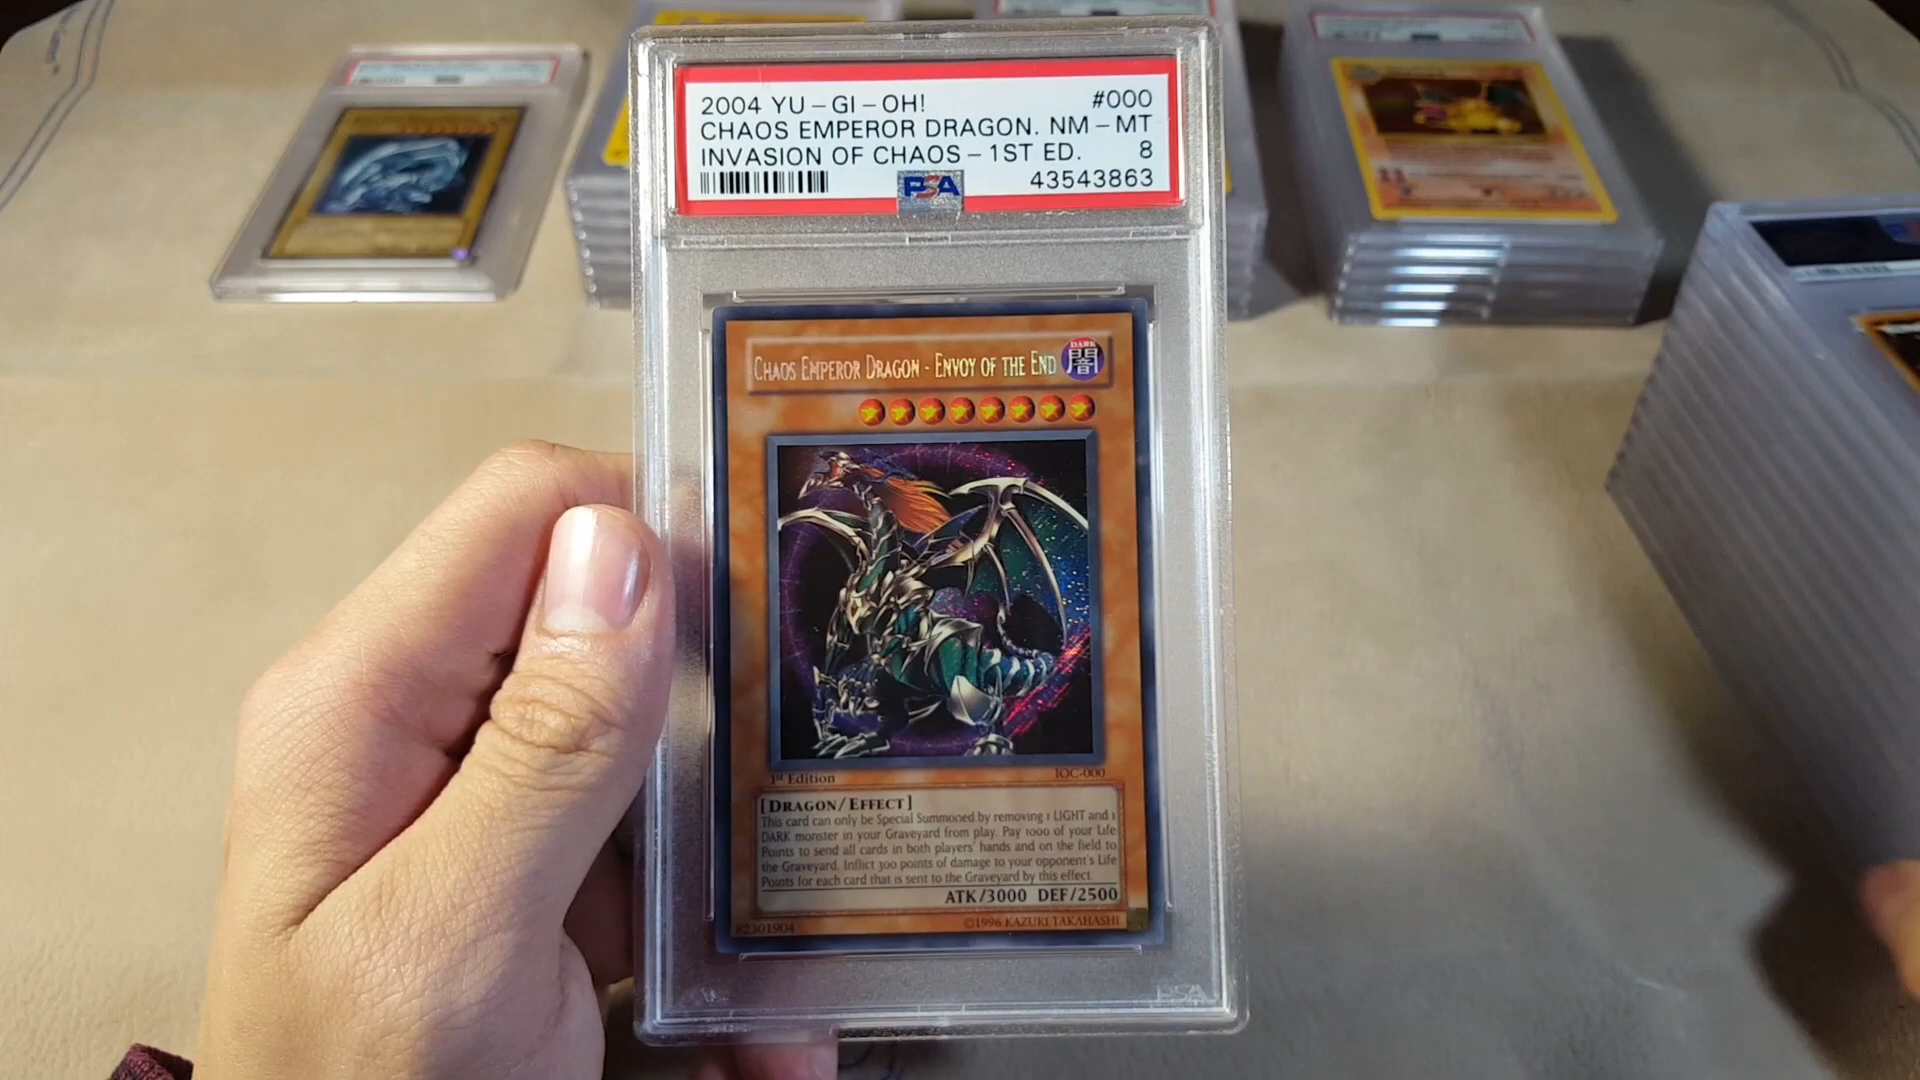 2004 YU-GI-OH! #000
CHAOS EMPEROR DRAGON. NM-MT
INVASION OF CHAOS-1ST ED. 8
PSA 43543863
CHAOS EMPEROR DRAGON - ENVOY OF THE END
DARK
闇
1st Edition IOC-000
[DRAGON/EFFECT]
This card can only be Special Summoned by removing 1 LIGHT and 1
DARK monster in your Graveyard from play. Pay 1000 of your Life
Points to send all cards in both players' hands and on the field to
the Graveyard. Inflict 300 points of damage to your opponent's Life
Points for each card that is sent to the Graveyard by this effect.
ATK/3000 DEF/2500
82301904 ©1996 KAZUKI TAKAHASHI
PSA